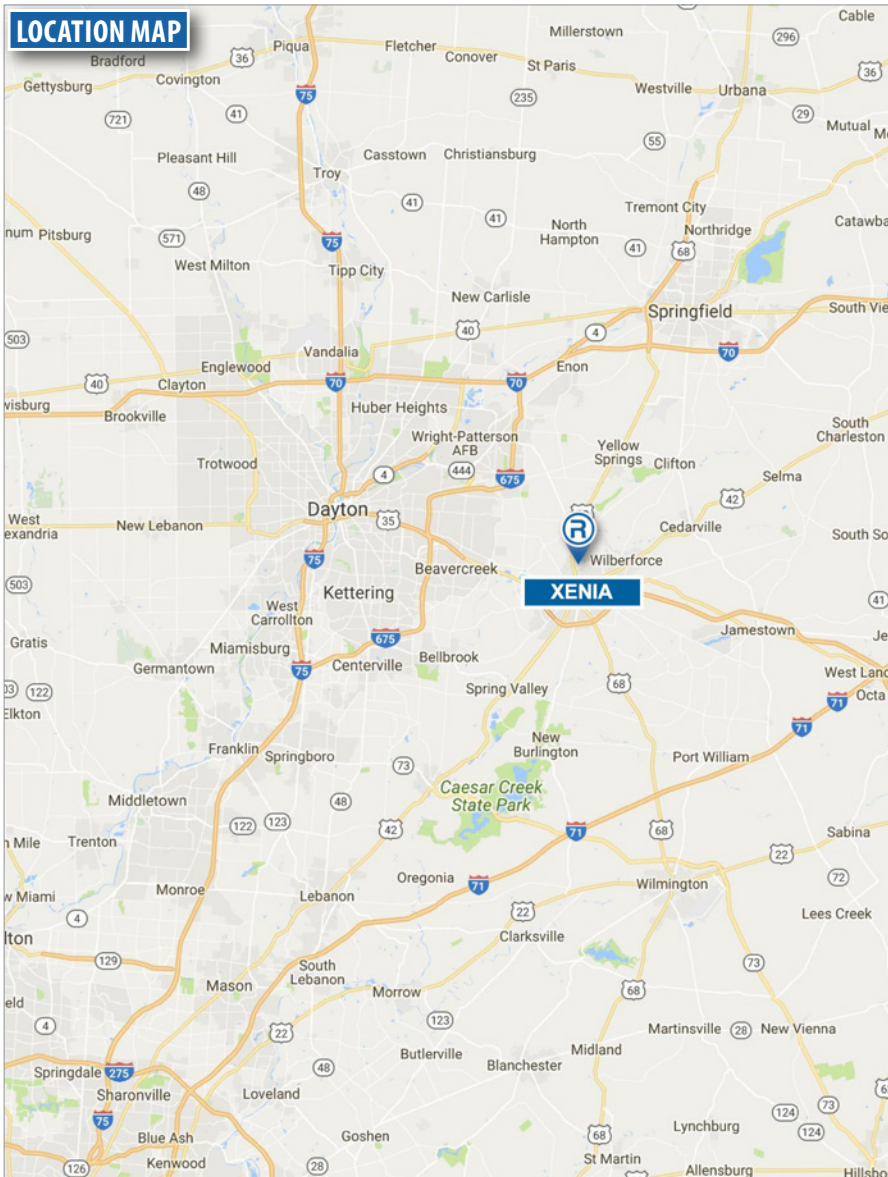 LOCATION MAP
Cable
Millerstown
296
Piqua
Fletcher
Conover
St Paris
Bradford
36
Covington
Gettysburg
36
Westville
Urbana
75
235
721
41
29
Mutual
55
Pleasant Hill
Casstown
Christiansburg
Troy
48
41
41
Tremont City
North
Hampton
Northridge
Catawba
Pitsburg
571
75
41
68
West Milton
Tipp City
New Carlisle
Springfield
503
40
4
Vandalia
70
Englewood
Enon
40
Clayton
70
70
Brookville
Huber Heights
South
Charleston
Wright-Patterson
AFB
Yellow
Springs
Clifton
Trotwood
4
444
675
Selma
42
Dayton
35
West
New Lebanon
R
Cedarville
75
Wilberforce
Beavercreek
503
Kettering
XENIA
41
West
Carrollton
675
Jamestown
Gratis
Miamisburg
Germantown
75
Centerville
Bellbrook
122
Spring Valley
68
71
Octa
Elkton
71
Franklin
Springboro
New
Burlington
Port William
73
Middletown
48
Caesar Creek
State Park
122
123
42
71
68
Sabina
Trenton
22
Oregonia
71
Wilmington
72
Monroe
Lebanon
4
22
Lees Creek
Clarksville
129
South
Lebanon
73
Mason
Morrow
68
4
123
22
Martinsville
28
New Vienna
Butlerville
Midland
48
Blanchester
Springdale
275
Sharonville
Loveland
75
124
73
Lynchburg
124
Blue Ash
Goshen
68
Kenwood
St Martin
126
28
Allensburg